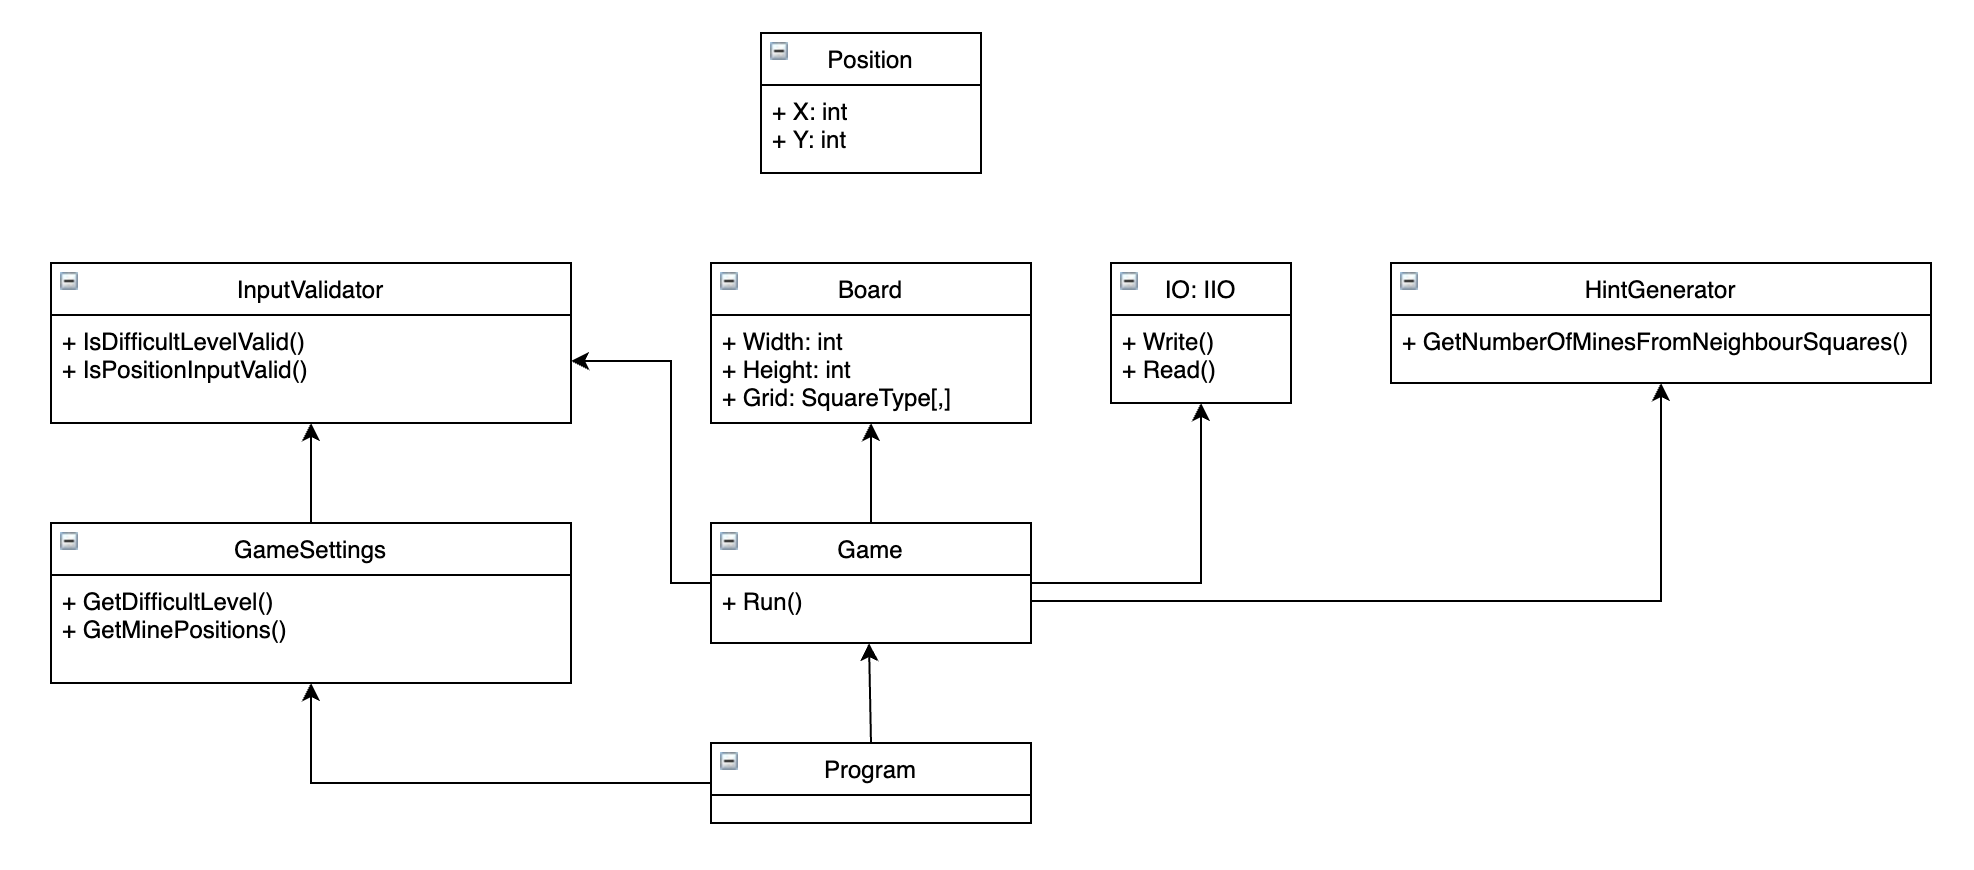 Position
+ X: int
+ Y: int
InputValidator
+ IsDifficultLevelValid()
+ IsPositionInputValid()
Board
+ Width: int
+ Height: int
+ Grid: SquareType[,]
IO: IIO
+ Write()
+ Read()
HintGenerator
+ GetNumberOfMinesFromNeighbourSquares()
GameSettings
+ GetDifficultLevel()
+ GetMinePositions()
Game
+ Run()
Program